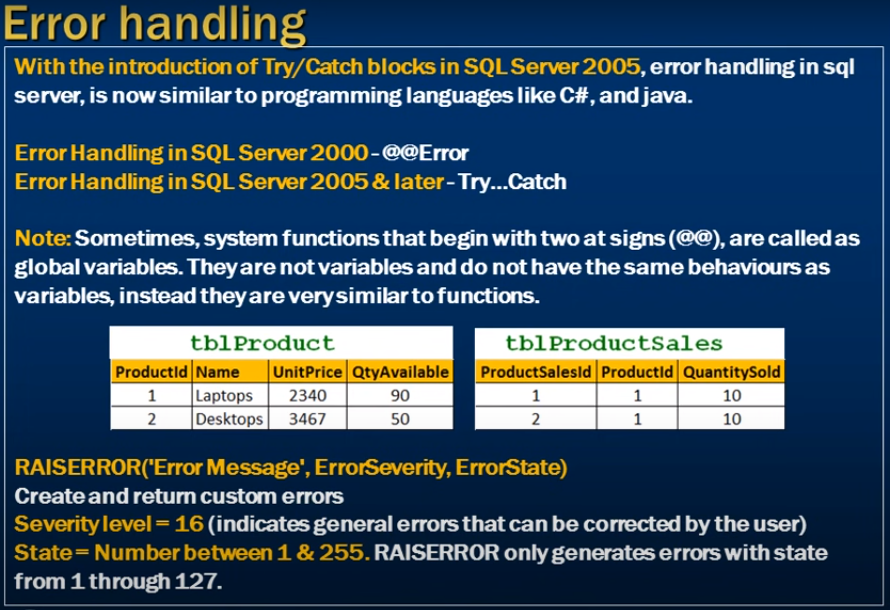 Error handling
With the introduction of Try/Catch blocks in SQL Server 2005, error handling in sql
server, is now similar to programming languages like C#, and java.
Error Handling in SQL Server 2000 - @@Error
Error Handling in SQL Server 2005 & later - Try...Catch
Note: Sometimes, system functions that begin with two at signs (@@), are called as
global variables. They are not variables and do not have the same behaviours as
variables, instead they are very similar to functions.
tblProduct
ProductId Name UnitPrice QtyAvailable
1 Laptops 2340 90
2 Desktops 3467 50
tblProductSales
ProductSalesId ProductId QuantitySold
1 1 10
2 1 10
RAISERROR('Error Message', ErrorSeverity, ErrorState)
Create and return custom errors
Severity level = 16 (indicates general errors that can be corrected by the user)
State = Number between 1 & 255. RAISERROR only generates errors with state
from 1 through 127.